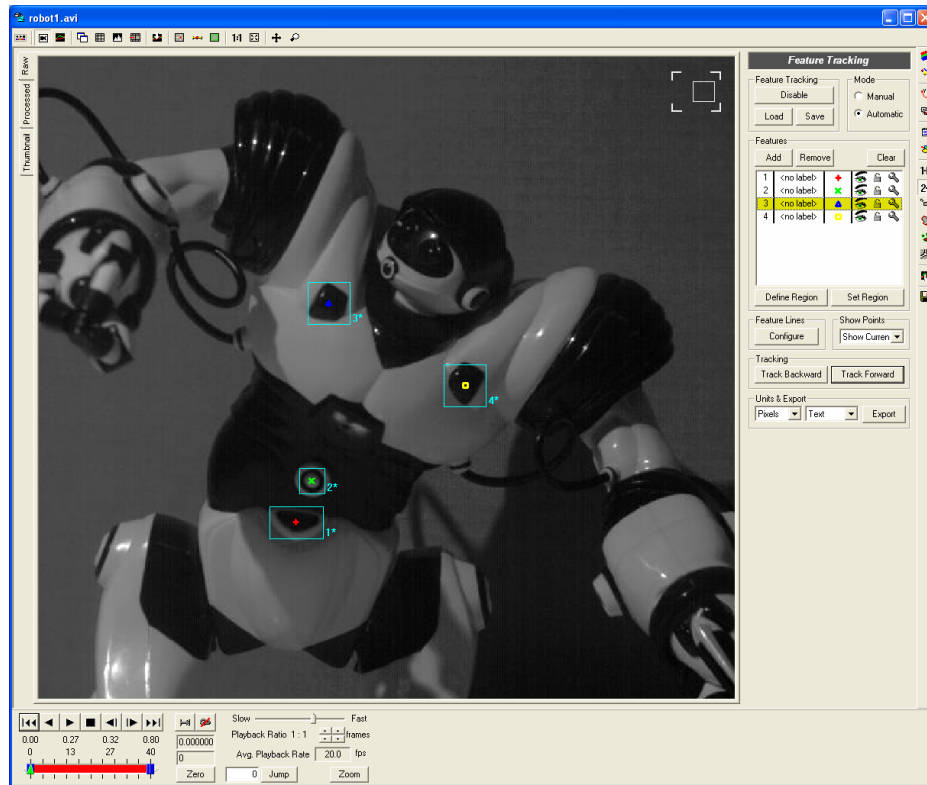 robot1.avi
1:1
Raw
Processed
Thumbnail
3*
4*
2*
1*
Feature Tracking
Feature Tracking
Disable
Load Save
Mode
Manual
Automatic
Features
Add Remove Clear
1 <no label>
2 <no label>
3 <no label>
4 <no label>
Define Region Set Region
Feature Lines
Configure
Show Points
Show Curren
Tracking
Track Backward Track Forward
Units & Export
Pixels Text Export
0.00 0.27 0.32 0.80
0 13 27 40
0.000000
0
Zero
Slow Fast
Playback Ratio 1 : 1 frames
Avg. Playback Rate 20.0 fps
0 Jump Zoom